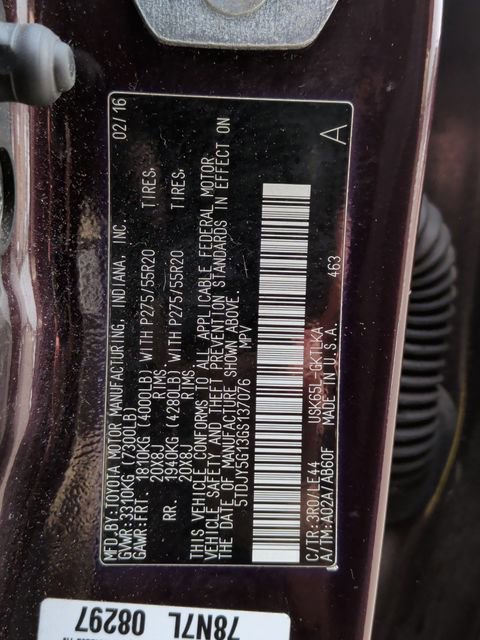 MFD.BY:TOYOTA MOTOR MANUFACTURING, INDIANA, INC. 02/16
GVWR:3310KG(7300LB)
GAWR:FRT. 1810KG(4000LB)WITH P275/55R20 TIRES.
20X8J RIMS,
RR. 1940KG(4280LB)WITH P275/55R20 TIRES.
20X8J RIMS.
THIS VEHICLE CONFORMS TO ALL APPLICABLE FEDERAL MOTOR
VEHICLE SAFETY AND THEFT PREVENTION STANDARDS IN EFFECT ON
THE DATE OF MANUFACTURE SHOWN ABOVE.
5TDJY5G13GS137076 MPV
C/TR:3R0/LE44 USK65L-GKTLKA 463
A/TM:A02A/AB60F MADE IN U.S.A. A
78N7L
08297